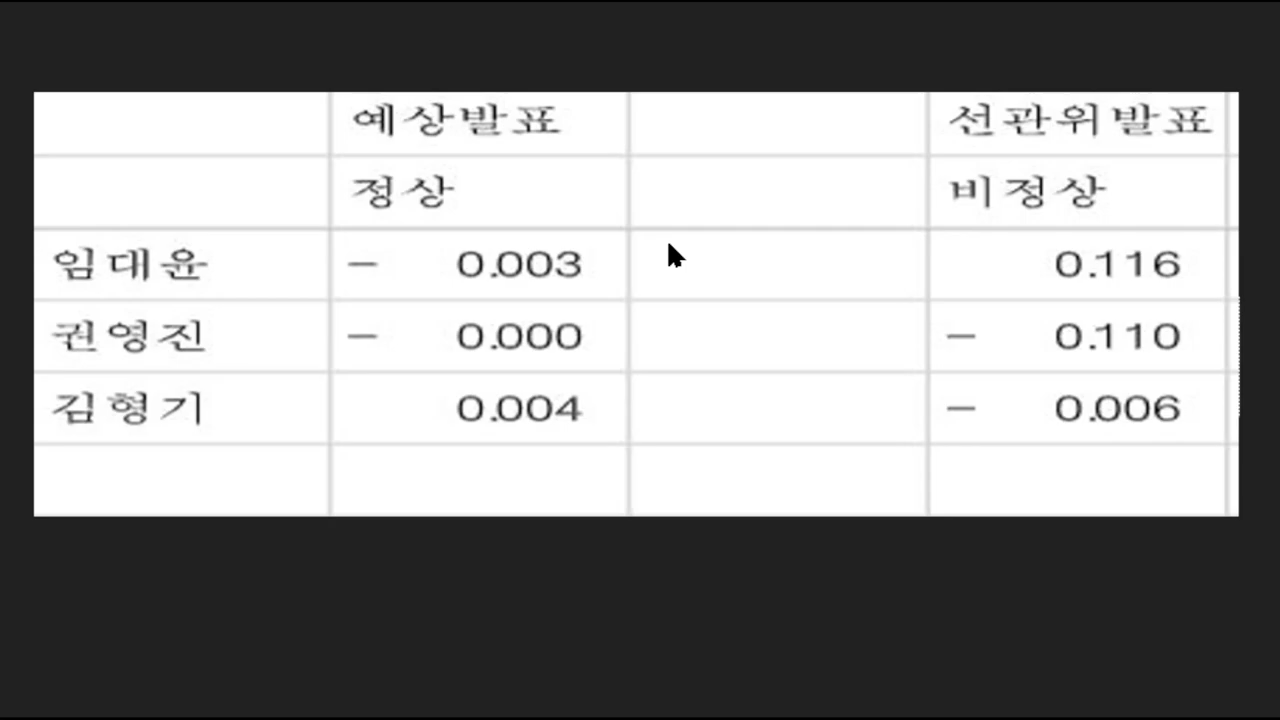 예상발표 선관위발표
정상 비정상
임대윤 - 0.003 0.116
권영진 - 0.000 - 0.110
김형기 0.004 - 0.006